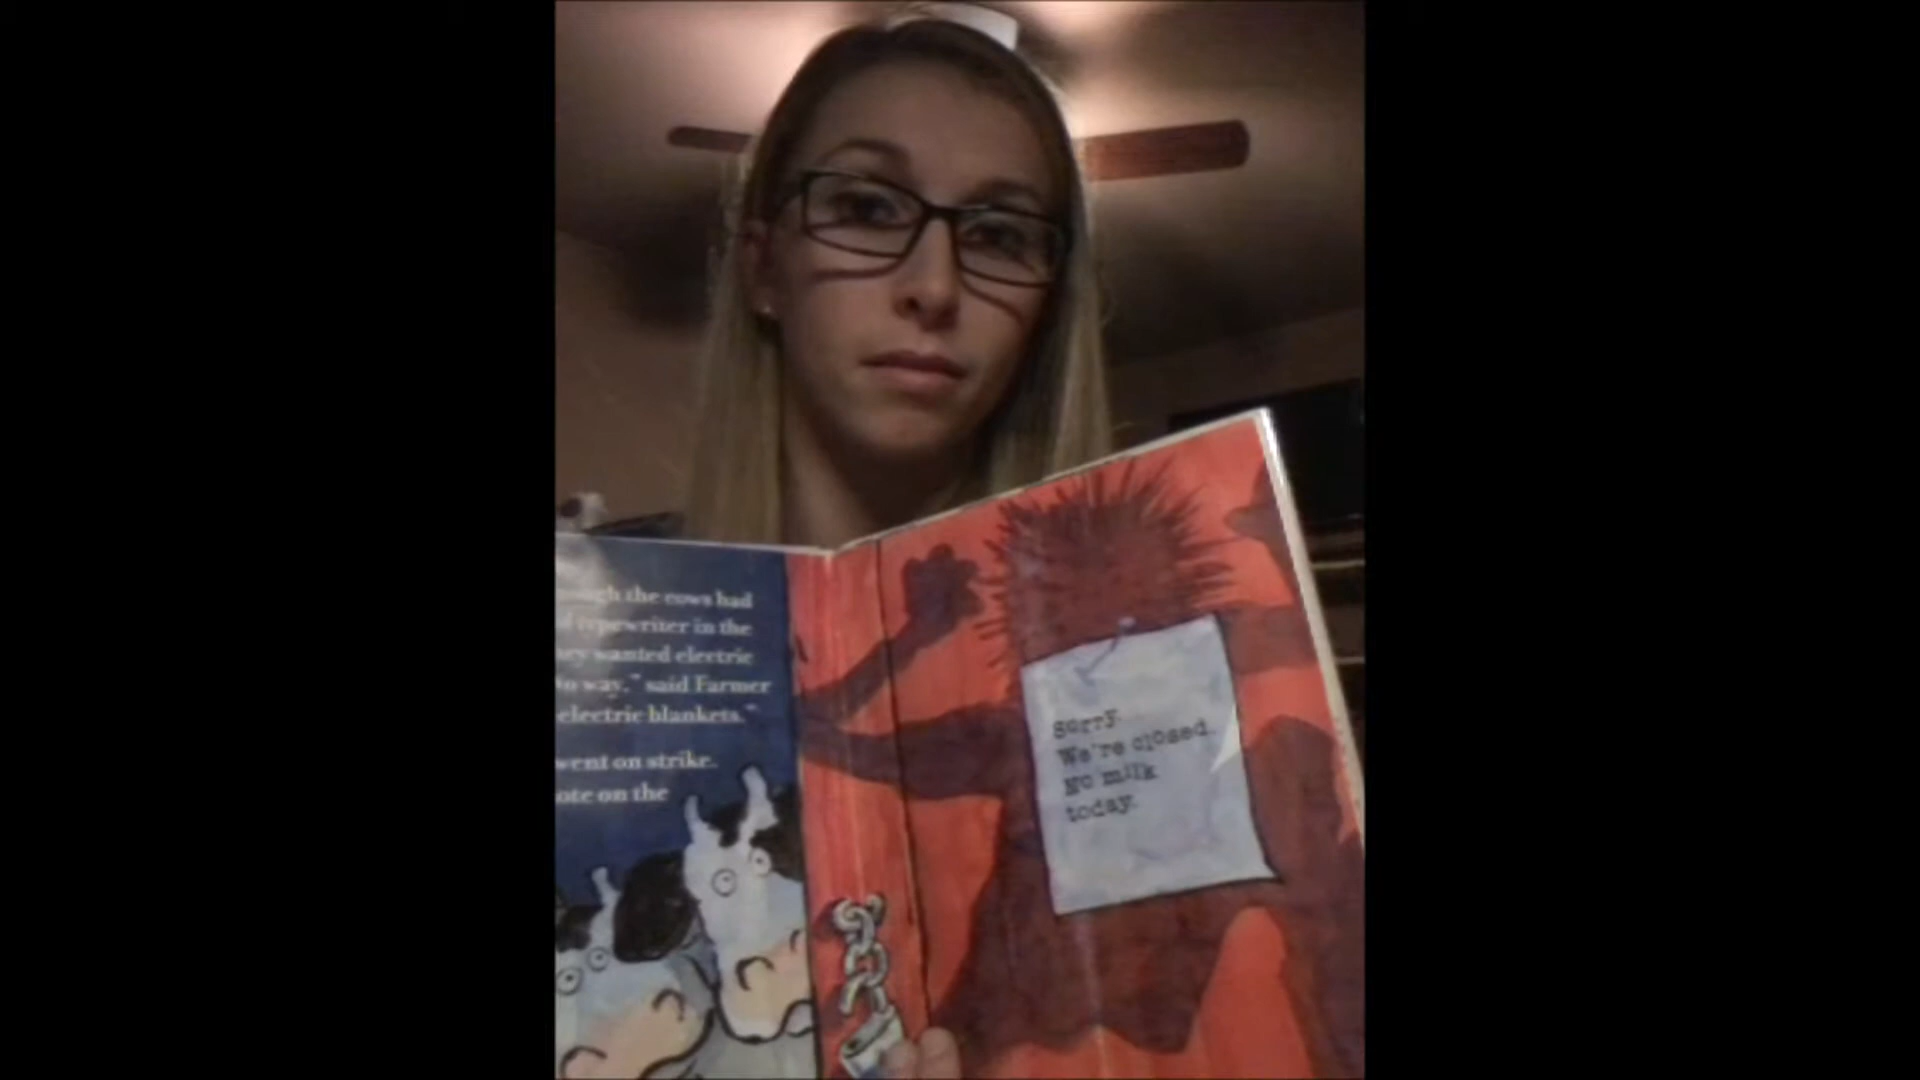 the cows had
typewriter in the
wanted electric
way," said Farmer
electric blankets."
went on strike.
ote on the
Sorry.
We're closed.
No milk
today.